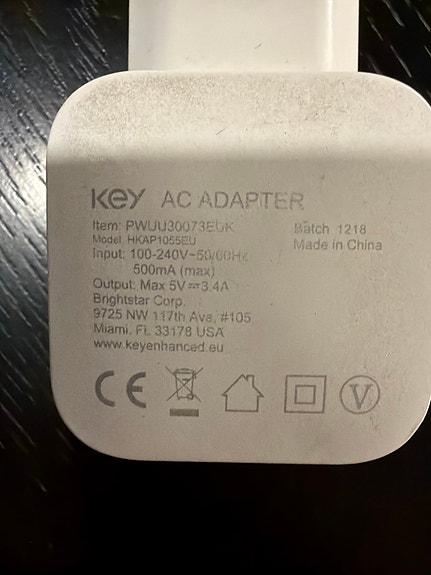 Key AC ADAPTER
Item: PWUU30073EUK
Batch 1218
Model: HKAP1055EU
Made in China
Input: 100-240V~50/60Hz
500mA (max)
Output: Max 5V⎓3.4A
Brightstar Corp.
9725 NW 117th Ave, #105
Miami, FL 33178 USA
www.keyenhanced.eu
CE V